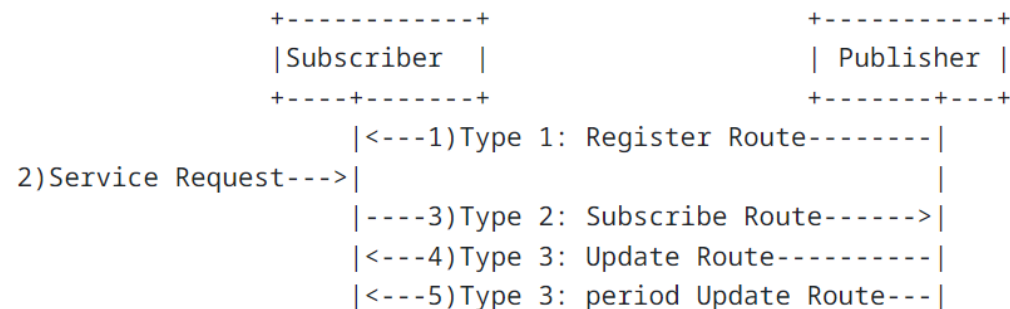 +------------+                    +-----------+
|Subscriber  |                    | Publisher |
+----+-------+                    +-------+---+
|<---1)Type 1: Register Route--------|
2)Service Request--->|                                    |
|----3)Type 2: Subscribe Route------>|
|<---4)Type 3: Update Route----------|
|<---5)Type 3: period Update Route---|